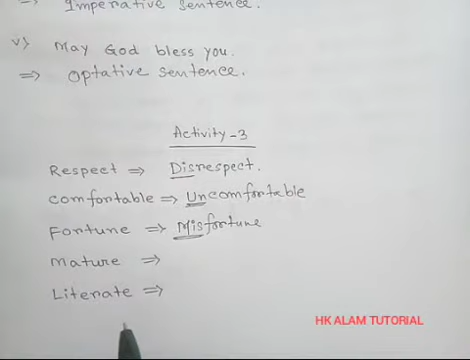 => Imperative sentence.
v) May God bless you.
=> Optative sentence.
Activity-3
Respect => Disrespect.
Comfortable => Uncomfortable
Fortune => Misfortune
Mature =>
Literate =>
HK ALAM TUTORIAL